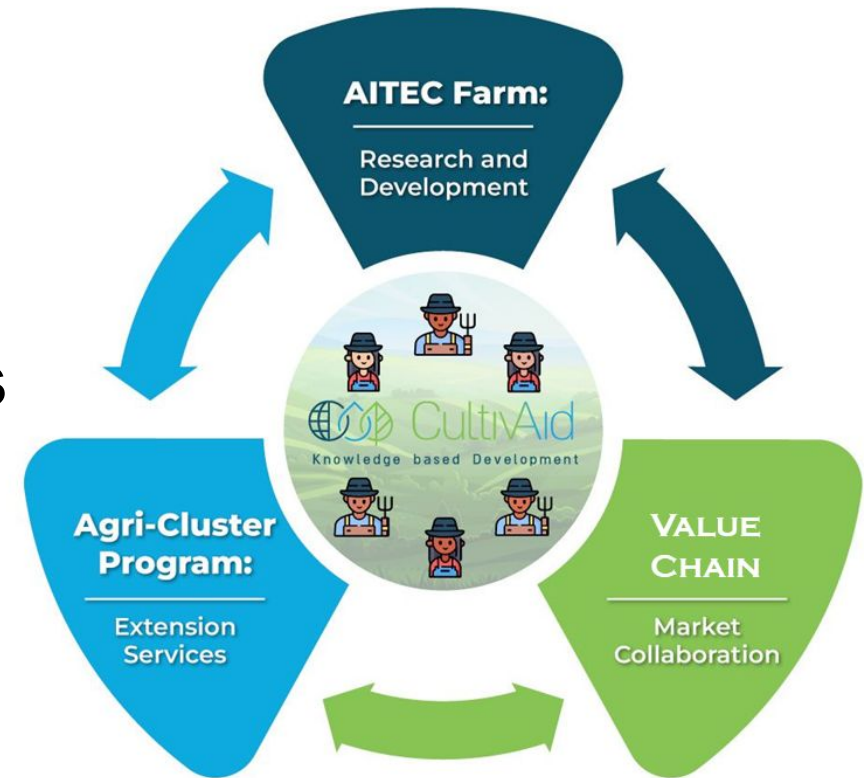 AITEC Farm:
Research and
Development
s
CultivAid
Knowledge based Development
Agri-Cluster
Program:
Extension
Services
VALUE
CHAIN
Market
Collaboration